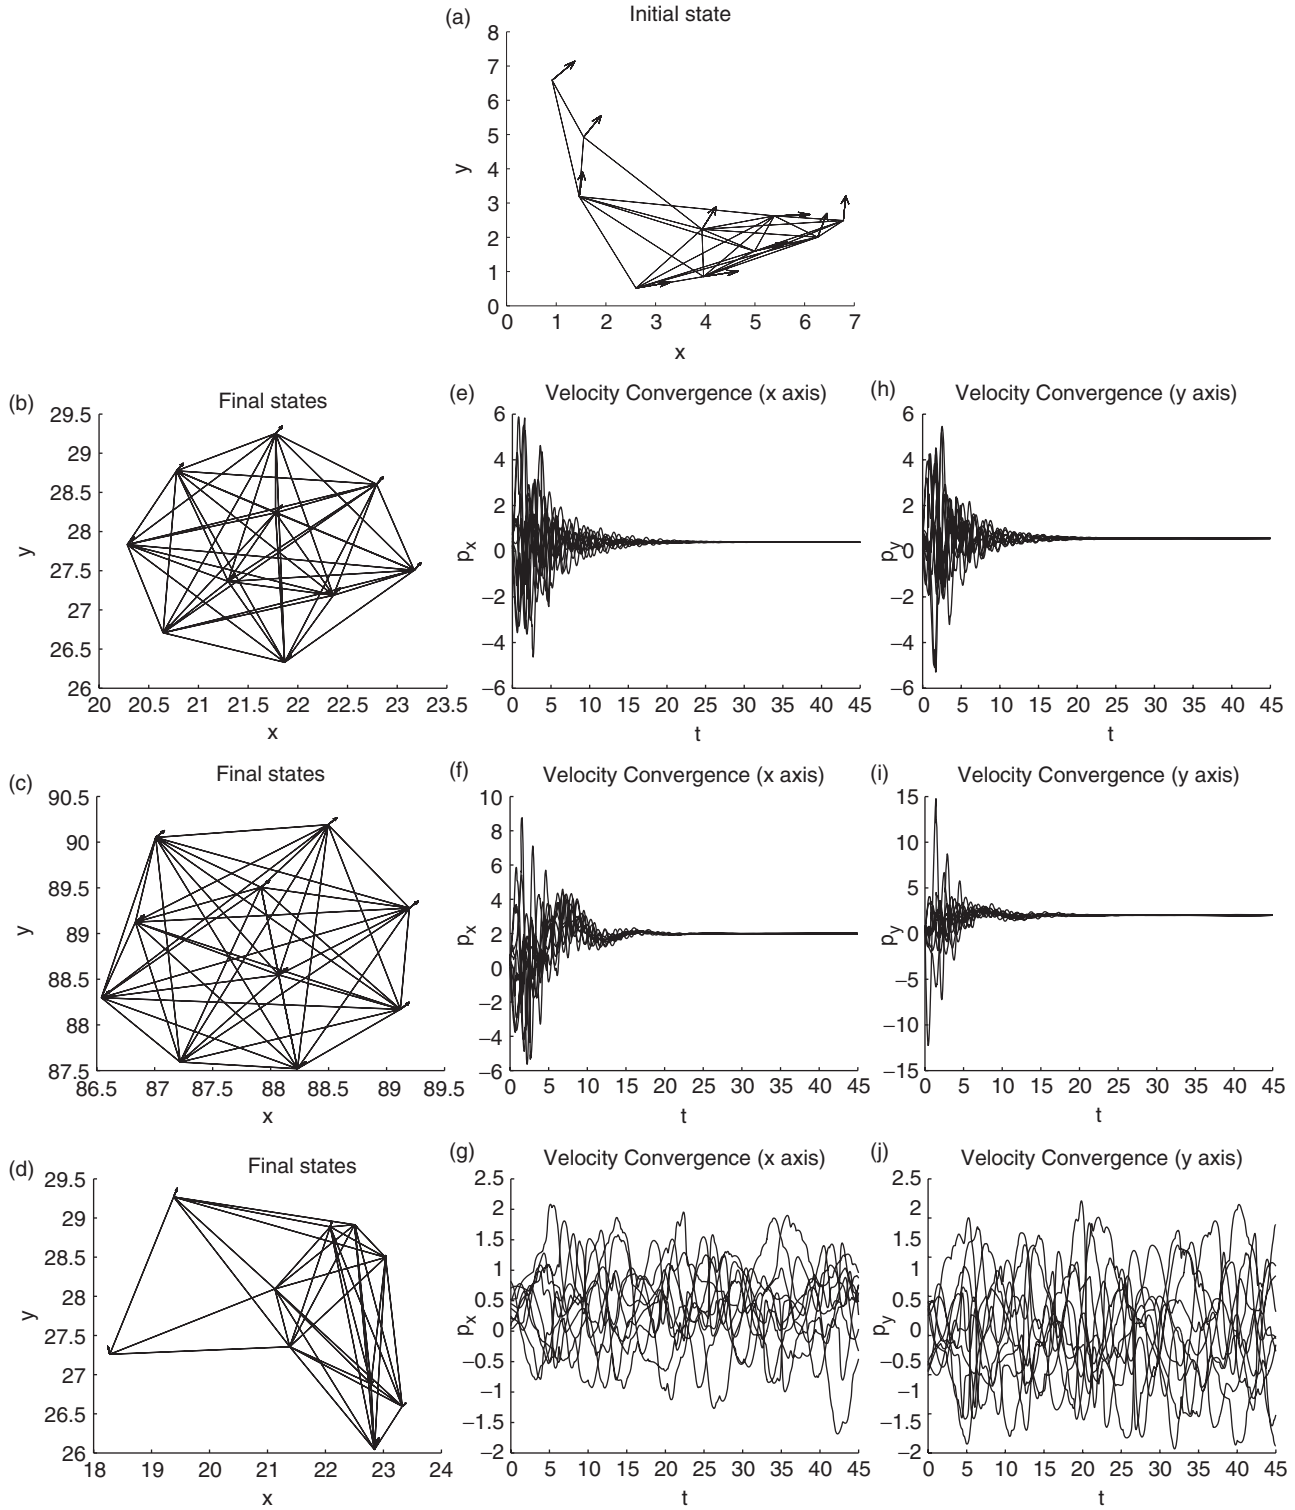 (a) Initial state
8
7
6
5
4
3
2
1
0
y
0 1 2 3 4 5 6 7
x
(b) Final states
29.5
29
28.5
28
27.5
27
26.5
26
y
20 20.5 21 21.5 22 22.5 23 23.5
x
(e) Velocity Convergence (x axis)
6
4
2
0
−2
−4
−6
px
0 5 10 15 20 25 30 35 40 45
t
(h) Velocity Convergence (y axis)
6
4
2
0
−2
−4
−6
py
0 5 10 15 20 25 30 35 40 45
t
(c) Final states
90.5
90
89.5
89
88.5
88
87.5
y
86.5 87 87.5 88 88.5 89 89.5
x
(f) Velocity Convergence (x axis)
10
8
6
4
2
0
−2
−4
−6
px
0 5 10 15 20 25 30 35 40 45
t
(i) Velocity Convergence (y axis)
15
10
5
0
−5
−10
−15
py
0 5 10 15 20 25 30 35 40 45
t
(d) Final states
29.5
29
28.5
28
27.5
27
26.5
26
y
18 19 20 21 22 23 24
x
(g) Velocity Convergence (x axis)
2.5
2
1.5
1
0.5
0
−0.5
−1
−1.5
−2
px
0 5 10 15 20 25 30 35 40 45
t
(j) Velocity Convergence (y axis)
2.5
2
1.5
1
0.5
0
−0.5
−1
−1.5
−2
py
0 5 10 15 20 25 30 35 40 45
t